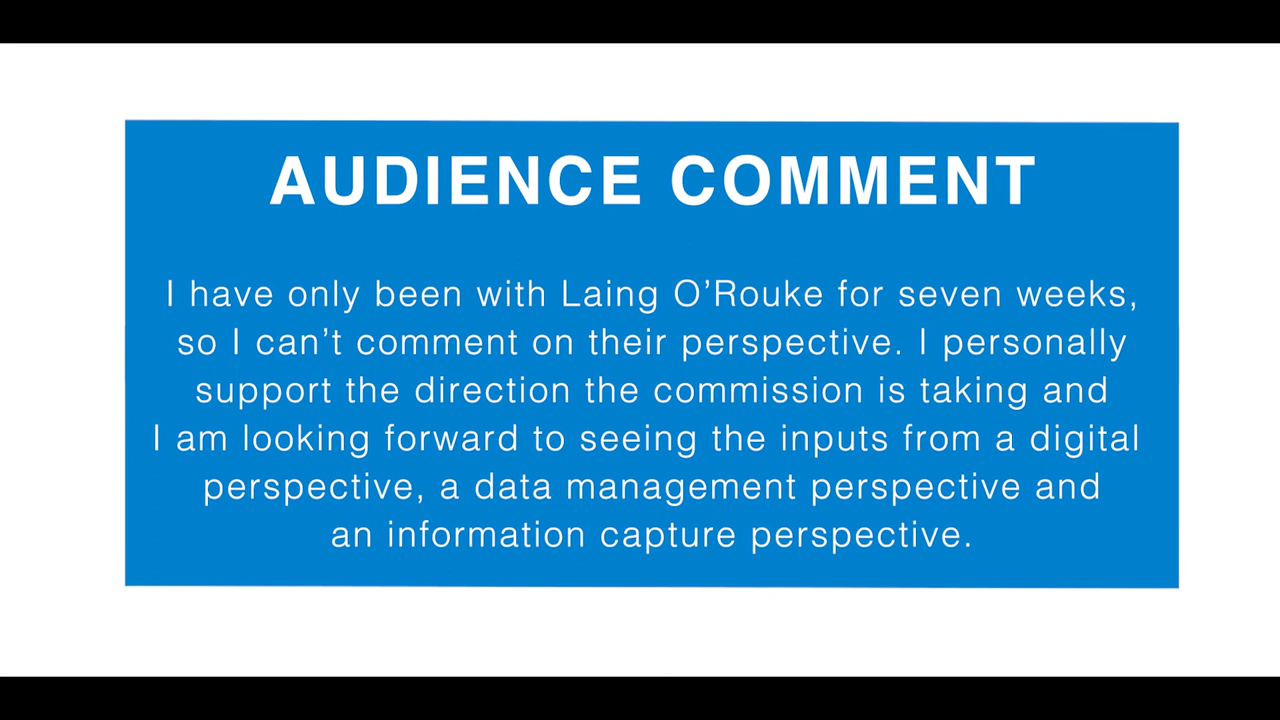 AUDIENCE COMMENT
I have only been with Laing O’Rouke for seven weeks,
so I can’t comment on their perspective. I personally
support the direction the commission is taking and
I am looking forward to seeing the inputs from a digital
perspective, a data management perspective and
an information capture perspective.